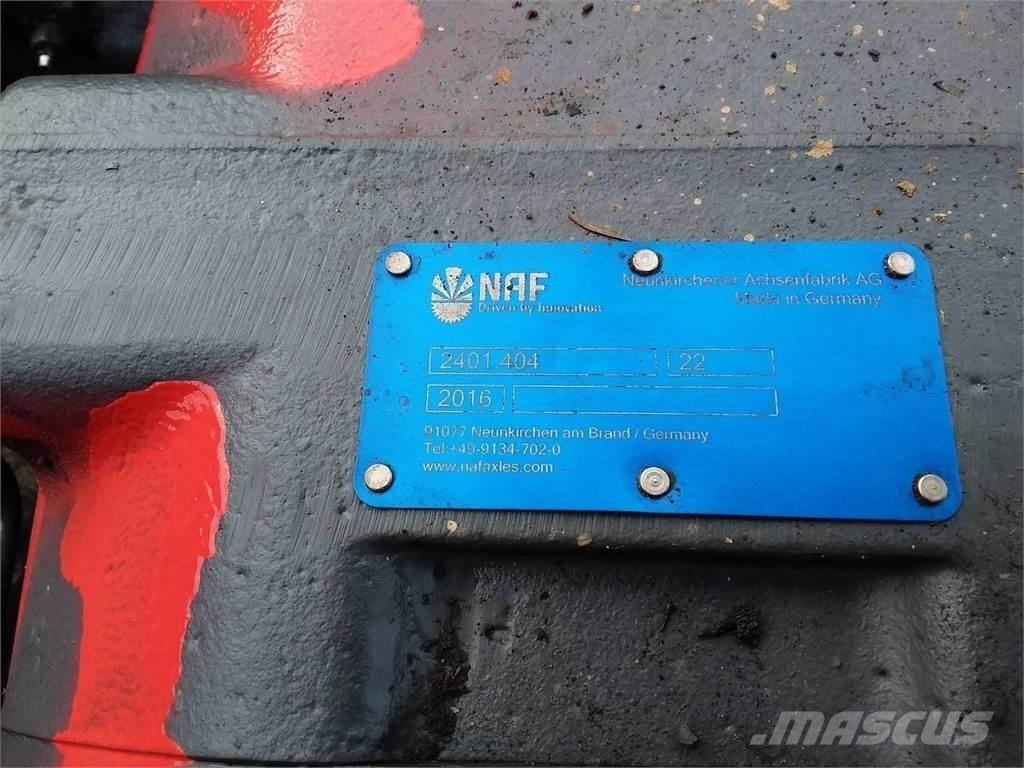 NAF
Driven by Innovation
Neunkirchener Achsenfabrik AG
Made in Germany
2401.404 22
2016
91077 Neunkirchen am Brand / Germany
Tel:+49-9134-702-0
www.nafaxles.com
MASCUS